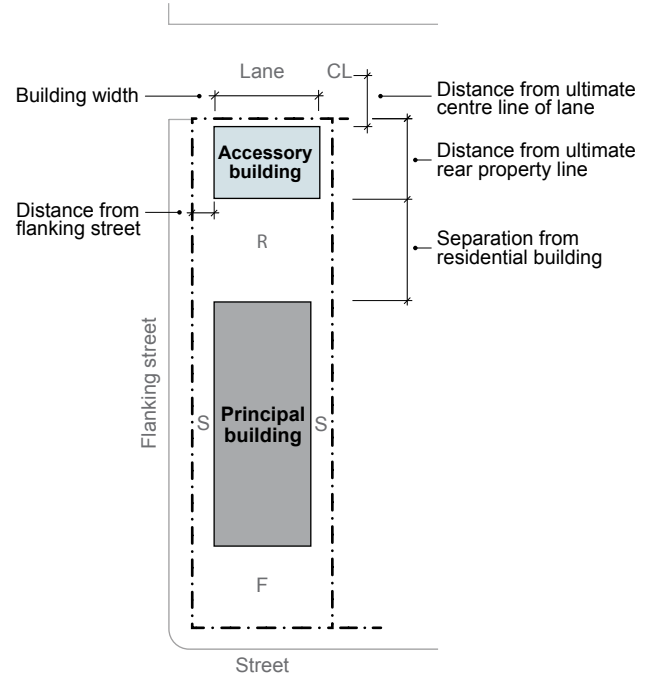 Lane
CL
Building width
Distance from ultimate
centre line of lane
Accessory
building
Distance from ultimate
rear property line
Distance from
flanking street
R
Separation from
residential building
Flanking street
S
Principal
building
S
F
Street